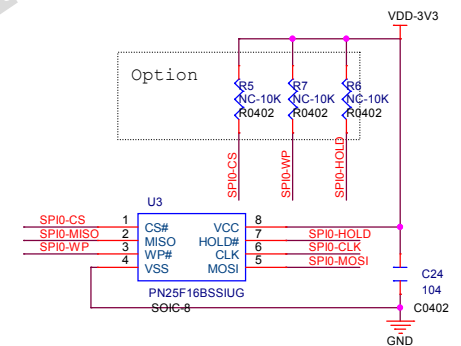 VDD-3V3
Option
R5
NC-10K
R0402
R7
NC-10K
R0402
R6
NC-10K
R0402
SPI0-CS
SPI0-WP
SPI0-HOLD
U3
SPI0-CS 1 CS# VCC 8
SPI0-MISO 2 MISO HOLD# 7 SPI0-HOLD
SPI0-WP 3 WP# CLK 6 SPI0-CLK
4 VSS MOSI 5 SPI0-MOSI
PN25F16BSSIUG
SOIC-8
C24
104
C0402
GND